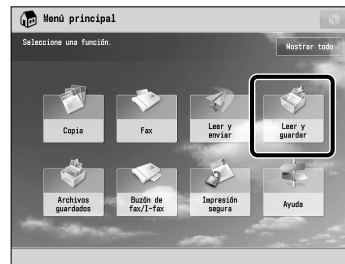 Menú principal
Seleccione una función.
Mostrar todo
Copia
Fax
Leer y
enviar
Leer y
guardar
Archivos
guardados
Buzón de
fax/I-fax
Impresión
segura
Ayuda